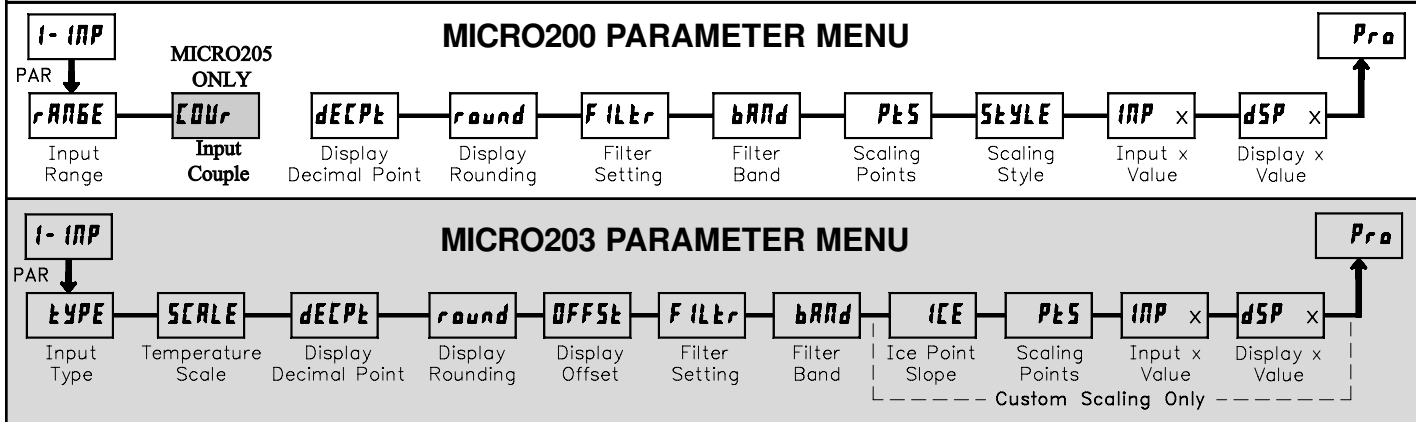 1-INP
MICRO200 PARAMETER MENU
Pro
MICRO205
ONLY
PAR
rANGE
COUr
dECPt
round
FILtr
bANd
PtS
StYLE
INP x
dSP x
Input
Range
Input
Couple
Display
Decimal Point
Display
Rounding
Filter
Setting
Filter
Band
Scaling
Points
Scaling
Style
Input x
Value
Display x
Value
1-INP
MICRO203 PARAMETER MENU
Pro
PAR
tYPE
SCALE
dECPt
round
OFFSt
FILtr
bANd
ICE
PtS
INP x
dSP x
Input
Type
Temperature
Scale
Display
Decimal Point
Display
Rounding
Display
Offset
Filter
Setting
Filter
Band
Ice Point
Slope
Scaling
Points
Input x
Value
Display x
Value
Custom Scaling Only